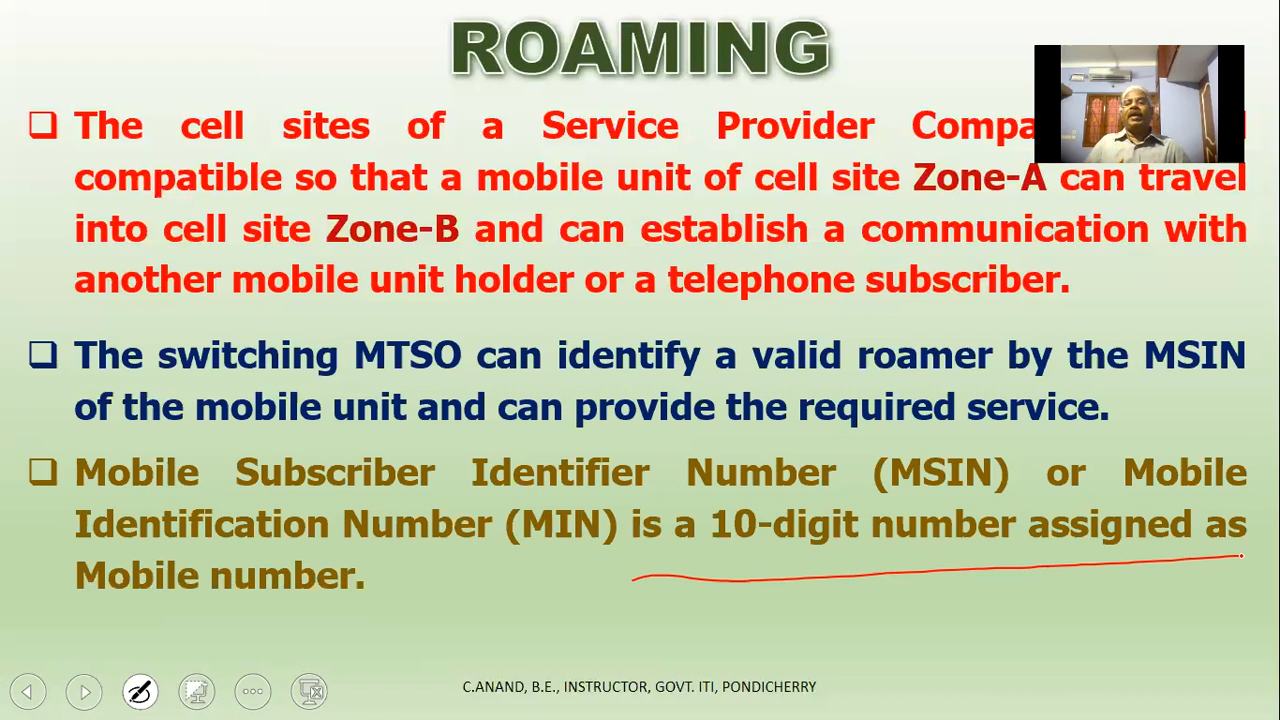 ROAMING
❑ The cell sites of a Service Provider
compatible so that a mobile unit of cell site Zone-A can travel
into cell site Zone-B and can establish a communication with
another mobile unit holder or a telephone subscriber.
❑ The switching MTSO can identify a valid roamer by the MSIN
of the mobile unit and can provide the required service.
❑ Mobile Subscriber Identifier Number (MSIN) or Mobile
Identification Number (MIN) is a 10-digit number assigned as
Mobile number.
C.ANAND, B.E., INSTRUCTOR, GOVT. ITI, PONDICHERRY